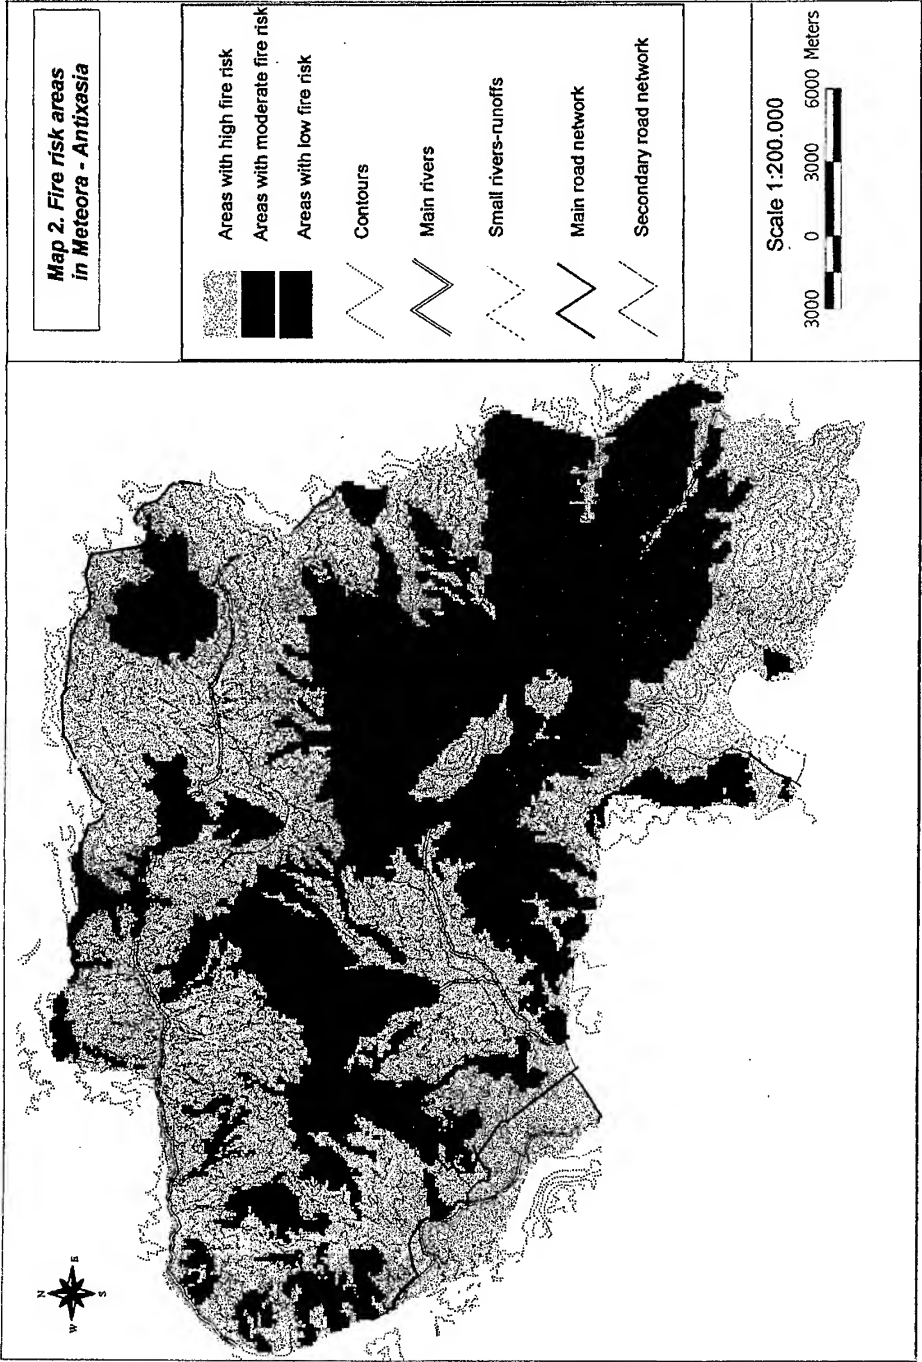 Map 2. Fire risk areas
in Meteora - Antixasia
Areas with high fire risk
Areas with moderate fire risk
Areas with low fire risk
Contours
Main rivers
Small rivers-runoffs
Main road network
Secondary road network
Scale 1:200.000
3000 0 3000 6000 Meters
N
W E
S